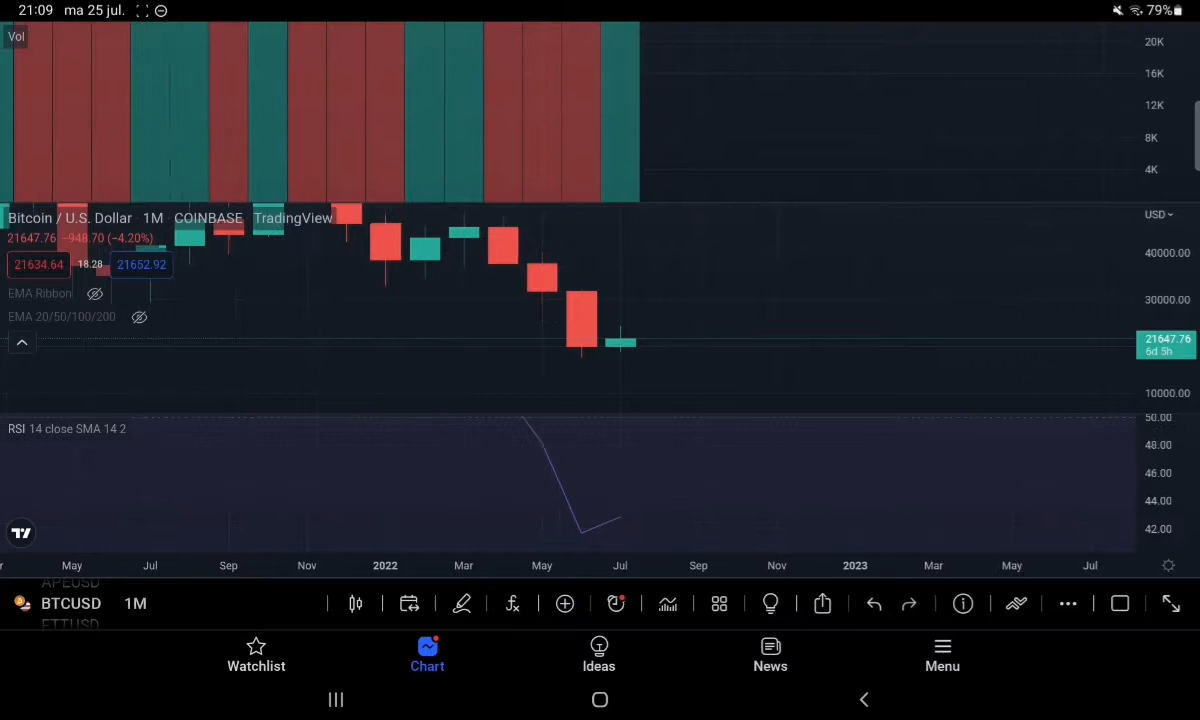 21:09 ma 25 jul. 79%
Vol
20K
16K
12K
8K
4K
Bitcoin / U.S. Dollar 1M COINBASE TradingView
USD
21647.76 −948.70 (−4.20%)
21634.64 18.28 21652.92
40000.00
EMA Ribbon
30000.00
EMA 20/50/100/200
21647.76
6d 5h
10000.00
50.00
RSI 14 close SMA 14 2
48.00
46.00
44.00
42.00
May Jul Sep Nov 2022 Mar May Jul Sep Nov 2023 Mar May Jul
APEUSD
BTCUSD 1M
FTTUSD
Watchlist Chart Ideas News Menu